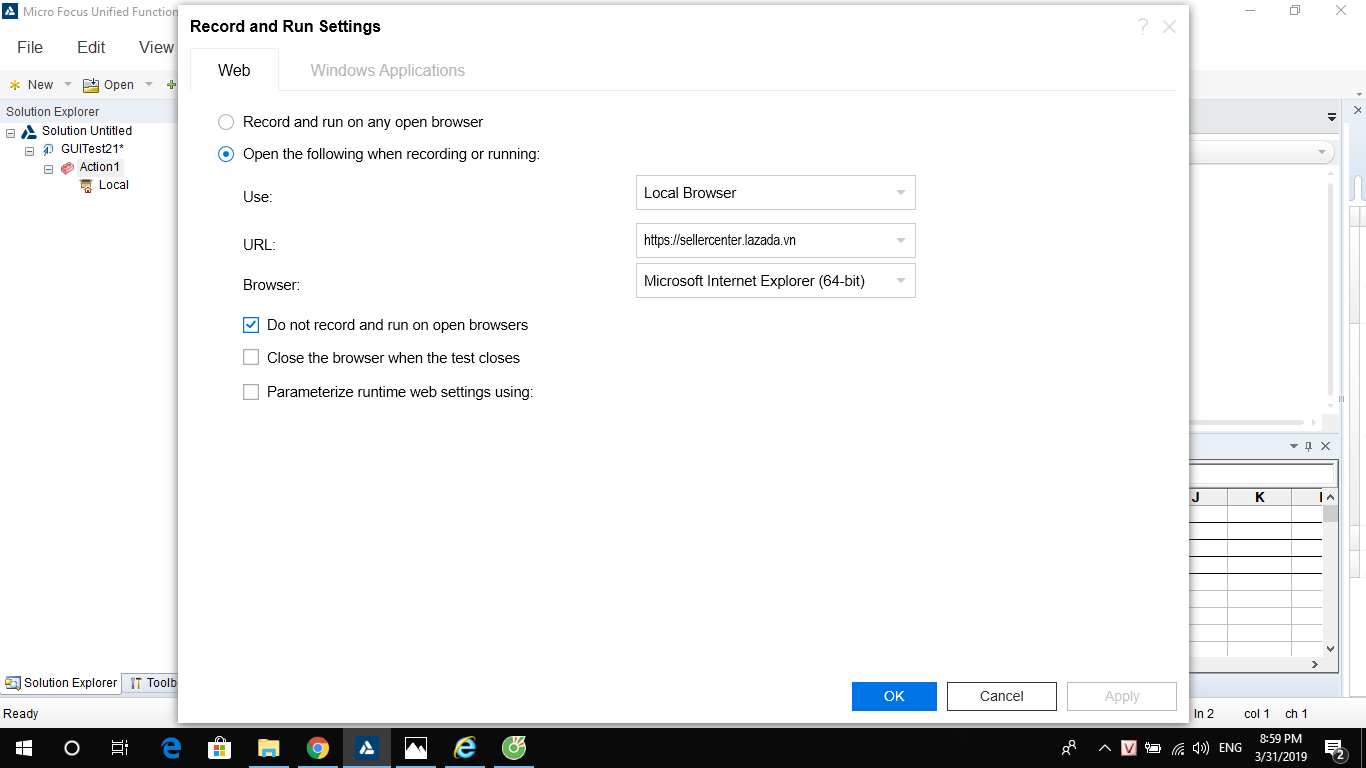 Micro Focus Unified Function
File Edit View
New Open
Solution Explorer
Solution Untitled
GUITest21*
Action1
Local
Record and Run Settings
?
Web Windows Applications
Record and run on any open browser
Open the following when recording or running:
Use: Local Browser
URL: https://sellercenter.lazada.vn
Browser: Microsoft Internet Explorer (64-bit)
Do not record and run on open browsers
Close the browser when the test closes
Parameterize runtime web settings using:
OK Cancel Apply
J K
Solution Explorer Toolb
Ready ln 2 col 1 ch 1
V ENG 8:59 PM
3/31/2019 2